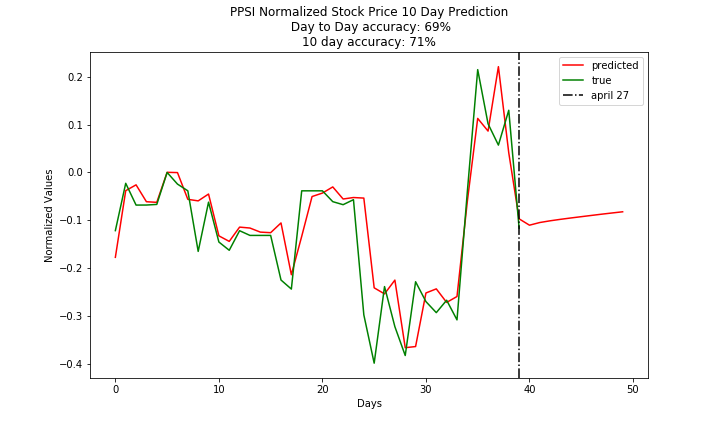 PPSI Normalized Stock Price 10 Day Prediction
Day to Day accuracy: 69%
10 day accuracy: 71%
predicted
true
april 27
Normalized Values
0.2
0.1
0.0
−0.1
−0.2
−0.3
−0.4
0 10 20 30 40 50
Days